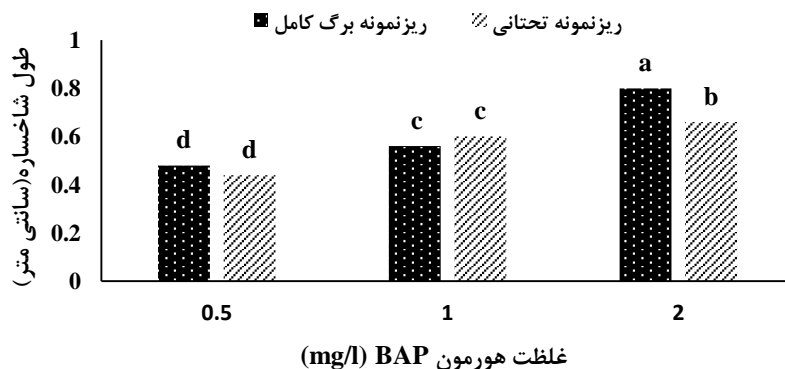 ریزنمونه برگ کامل ریزنمونه تحتانی
طول شاخساره(سانتی متر)
1
0.8
0.6
0.4
0.2
0
d d c c a b
0.5 1 2
غلظت هورمون BAP (mg/l)